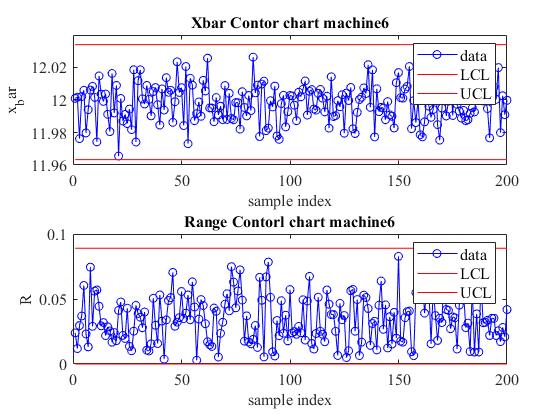 Xbar Contor chart machine6
12.02
12
11.98
11.96
x_bar
data
LCL
UCL
0
50
100
150
200
sample index
Range Contorl chart machine6
0.1
0.05
0
R
data
LCL
UCL
0
50
100
150
200
sample index